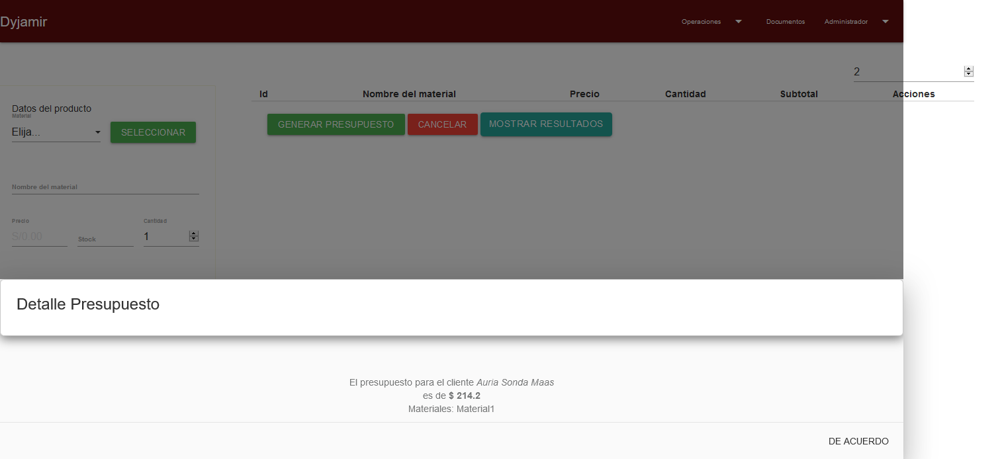 Dyjamir
Operaciones Documentos Administrador
2
Id Nombre del material Precio Cantidad Subtotal Acciones
Datos del producto
Material
Elija...
SELECCIONAR
GENERAR PRESUPUESTO CANCELAR MOSTRAR RESULTADOS
Nombre del material
Precio
S/0.00
Stock
Cantidad
1
Detalle Presupuesto
El presupuesto para el cliente Auria Sonda Maas
es de $ 214.2
Materiales: Material1
DE ACUERDO